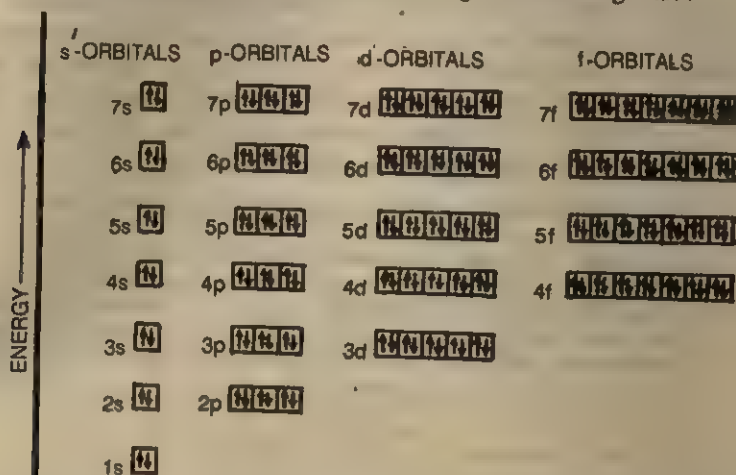 s-ORBITALS p-ORBITALS d-ORBITALS f-ORBITALS
7s 7p 7d 7f
6s 6p 6d 6f
5s 5p 5d 5f
4s 4p 4d 4f
3s 3p 3d
2s 2p
1s
ENERGY